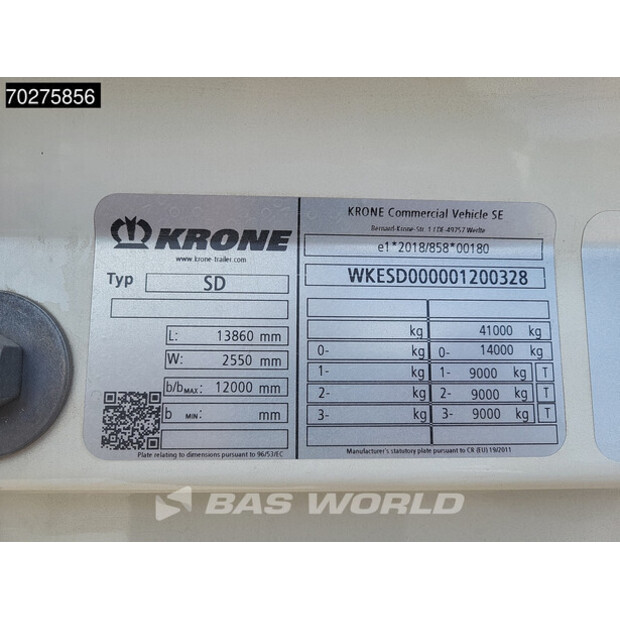 70275856
KRONE
www.krone-trailer.com
Typ SD
L: 13860 mm
W: 2550 mm
b/bMAX: 12000 mm
b MIN: mm
Plate relating to dimensions pursuant to 96/53/EC
KRONE Commercial Vehicle SE
Bernard-Krone-Str. 1 / DE-49757 Werlte
e1*2018/858*00180
WKESD000001200328
kg 41000 kg
0- kg 0- 14000 kg
1- kg 1- 9000 kg T
2- kg 2- 9000 kg T
3- kg 3- 9000 kg T
Manufacturer's statutory plate pursuant to CR (EU) 19/2011
BAS WORLD